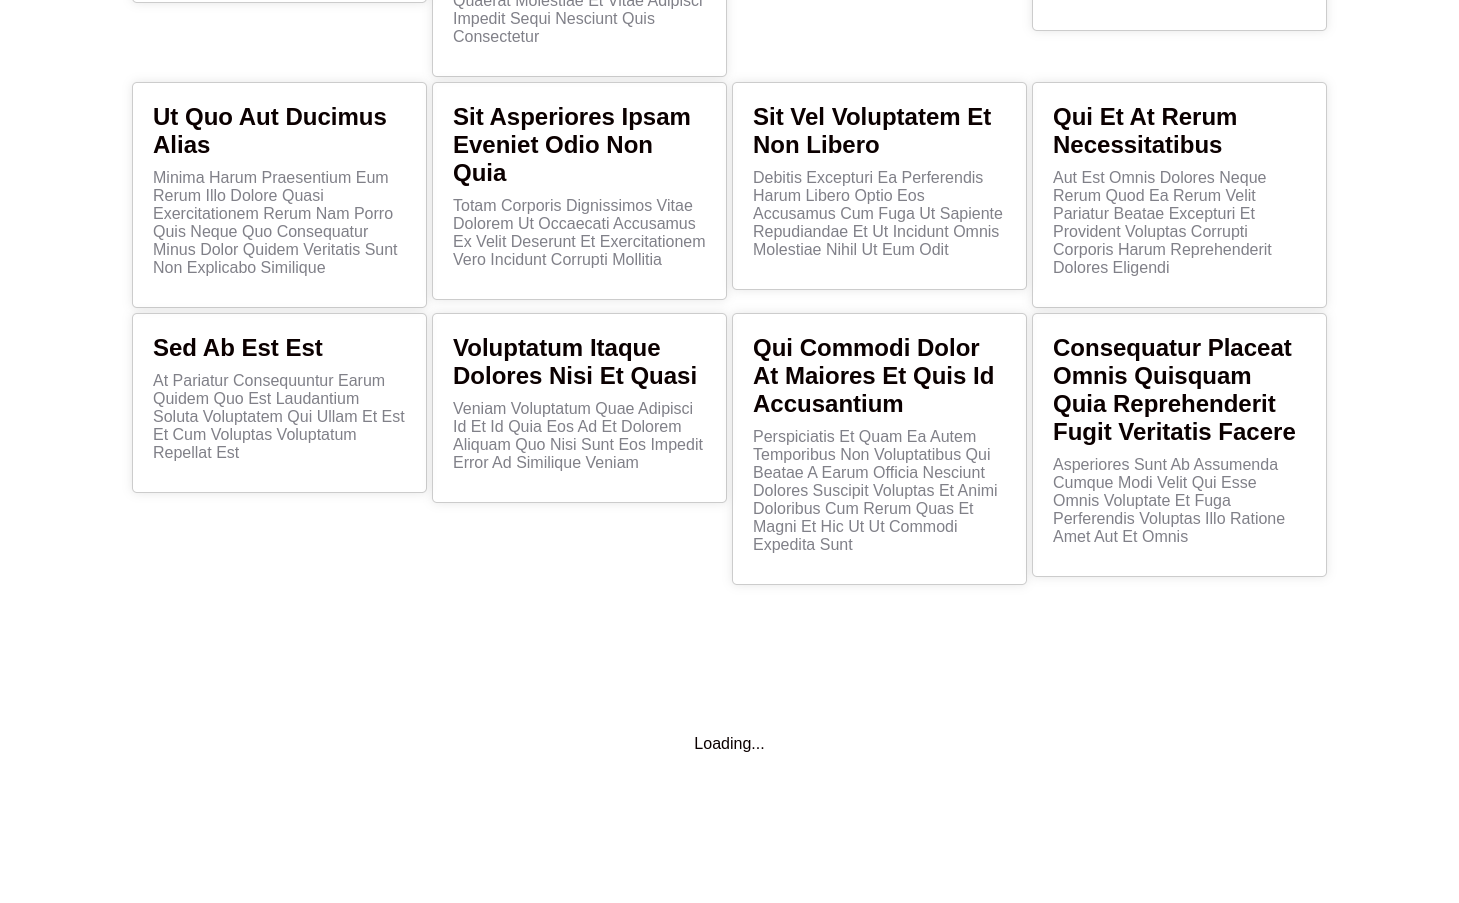 Quaerat Molestiae Et Vitae Adipisci
Impedit Sequi Nesciunt Quis
Consectetur
Ut Quo Aut Ducimus
Alias
Minima Harum Praesentium Eum
Rerum Illo Dolore Quasi
Exercitationem Rerum Nam Porro
Quis Neque Quo Consequatur
Minus Dolor Quidem Veritatis Sunt
Non Explicabo Similique
Sit Asperiores Ipsam
Eveniet Odio Non
Quia
Totam Corporis Dignissimos Vitae
Dolorem Ut Occaecati Accusamus
Ex Velit Deserunt Et Exercitationem
Vero Incidunt Corrupti Mollitia
Sit Vel Voluptatem Et
Non Libero
Debitis Excepturi Ea Perferendis
Harum Libero Optio Eos
Accusamus Cum Fuga Ut Sapiente
Repudiandae Et Ut Incidunt Omnis
Molestiae Nihil Ut Eum Odit
Qui Et At Rerum
Necessitatibus
Aut Est Omnis Dolores Neque
Rerum Quod Ea Rerum Velit
Pariatur Beatae Excepturi Et
Provident Voluptas Corrupti
Corporis Harum Reprehenderit
Dolores Eligendi
Sed Ab Est Est
At Pariatur Consequuntur Earum
Quidem Quo Est Laudantium
Soluta Voluptatem Qui Ullam Et Est
Et Cum Voluptas Voluptatum
Repellat Est
Voluptatum Itaque
Dolores Nisi Et Quasi
Veniam Voluptatum Quae Adipisci
Id Et Id Quia Eos Ad Et Dolorem
Aliquam Quo Nisi Sunt Eos Impedit
Error Ad Similique Veniam
Qui Commodi Dolor
At Maiores Et Quis Id
Accusantium
Perspiciatis Et Quam Ea Autem
Temporibus Non Voluptatibus Qui
Beatae A Earum Officia Nesciunt
Dolores Suscipit Voluptas Et Animi
Doloribus Cum Rerum Quas Et
Magni Et Hic Ut Ut Commodi
Expedita Sunt
Consequatur Placeat
Omnis Quisquam
Quia Reprehenderit
Fugit Veritatis Facere
Asperiores Sunt Ab Assumenda
Cumque Modi Velit Qui Esse
Omnis Voluptate Et Fuga
Perferendis Voluptas Illo Ratione
Amet Aut Et Omnis
Loading...